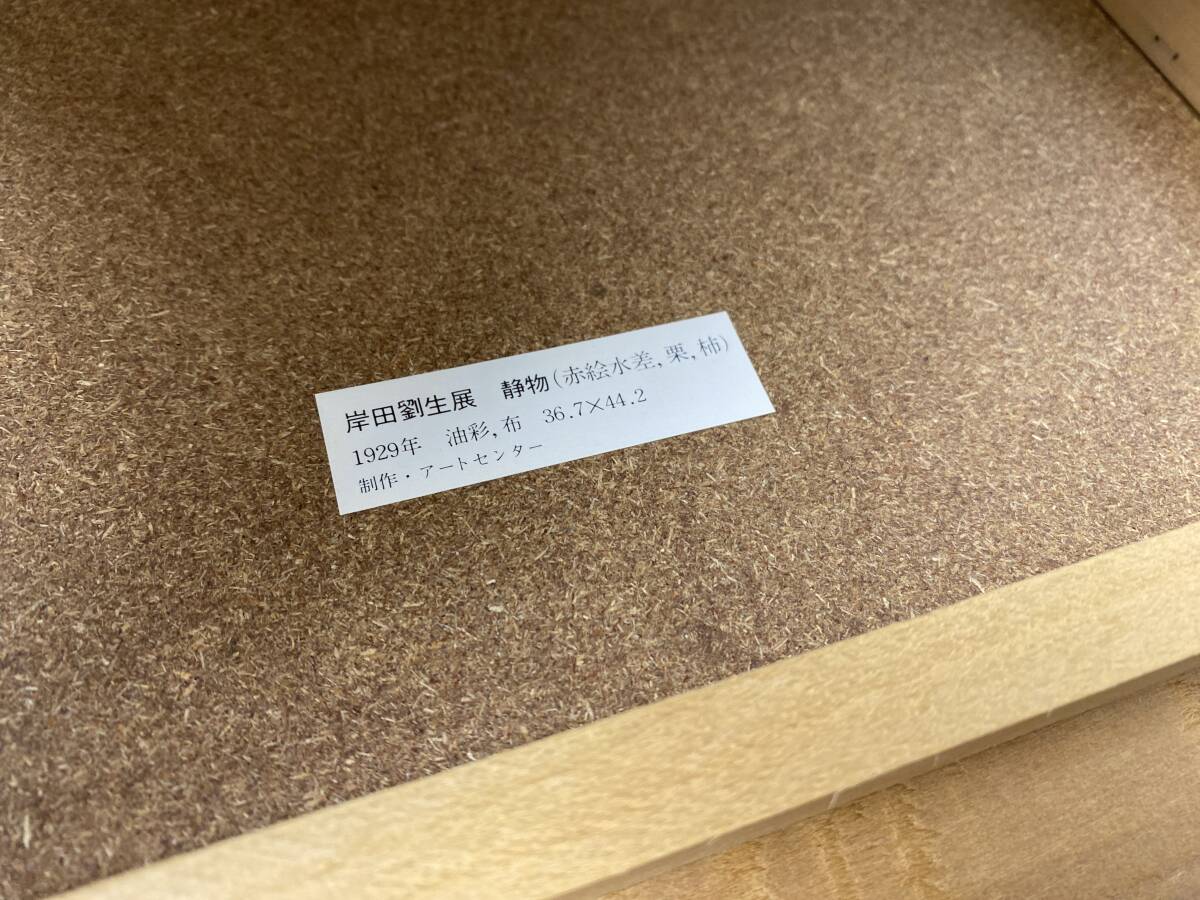 岸田劉生展　静物(赤絵水差,栗,柿)
1929年　油彩,布　36.7×44.2
制作・アートセンター